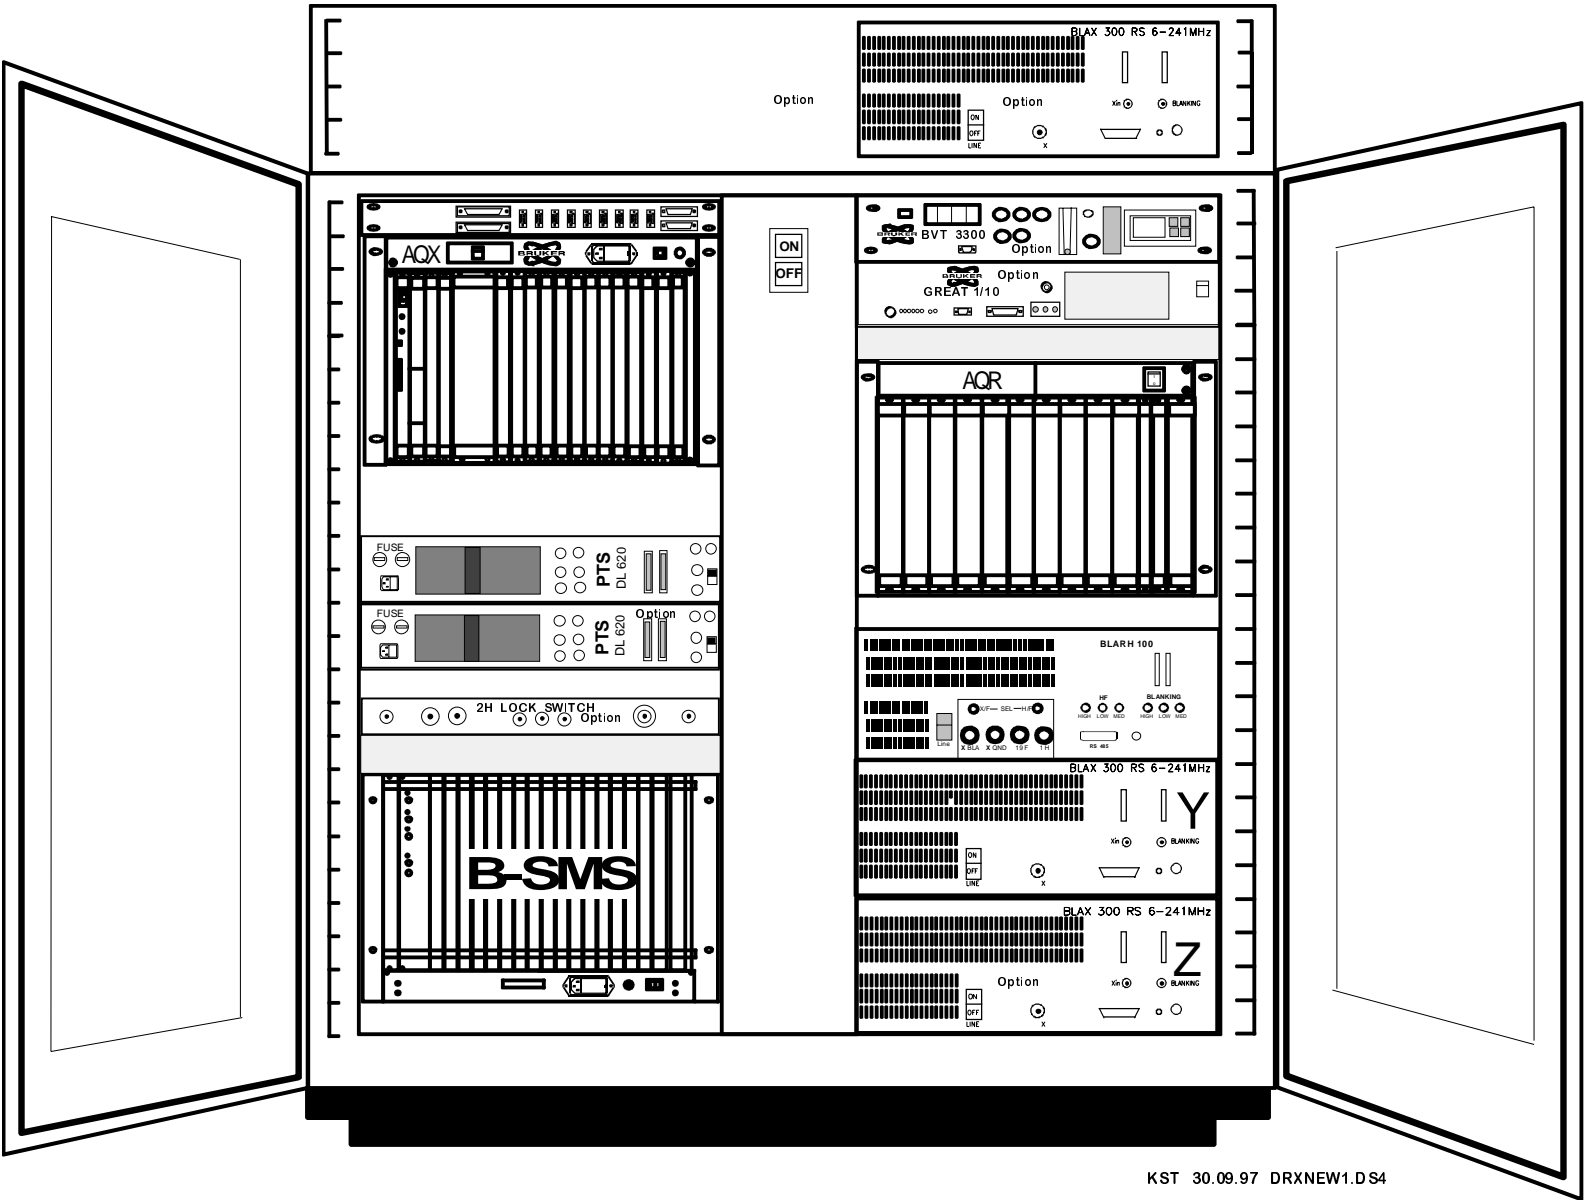 BLAX 300 RS 6-241MHz
Option
Option
Xin
BLANKING
ON
OFF
LINE
X
AQX
BRUKER
ON
OFF
BRUKER
BVT 3300
Option
BRUKER
Option
GREAT 1/10
AQR
FUSE
PTS
DL 620
FUSE
PTS
DL 620
Option
2H LOCK SWITCH
Option
B-SMS
BLARH 100
HF
HIGH LOW MED
BLANKING
HIGH LOW MED
X/F— SEL —H/F
Line
X BLA
X QND
19 F
1 H
RS 485
BLAX 300 RS 6-241MHz
Y
Xin
BLANKING
ON
OFF
LINE
X
BLAX 300 RS 6-241MHz
Z
Option
Xin
BLANKING
ON
OFF
LINE
X
KST 30.09.97 DRXNEW1.DS4